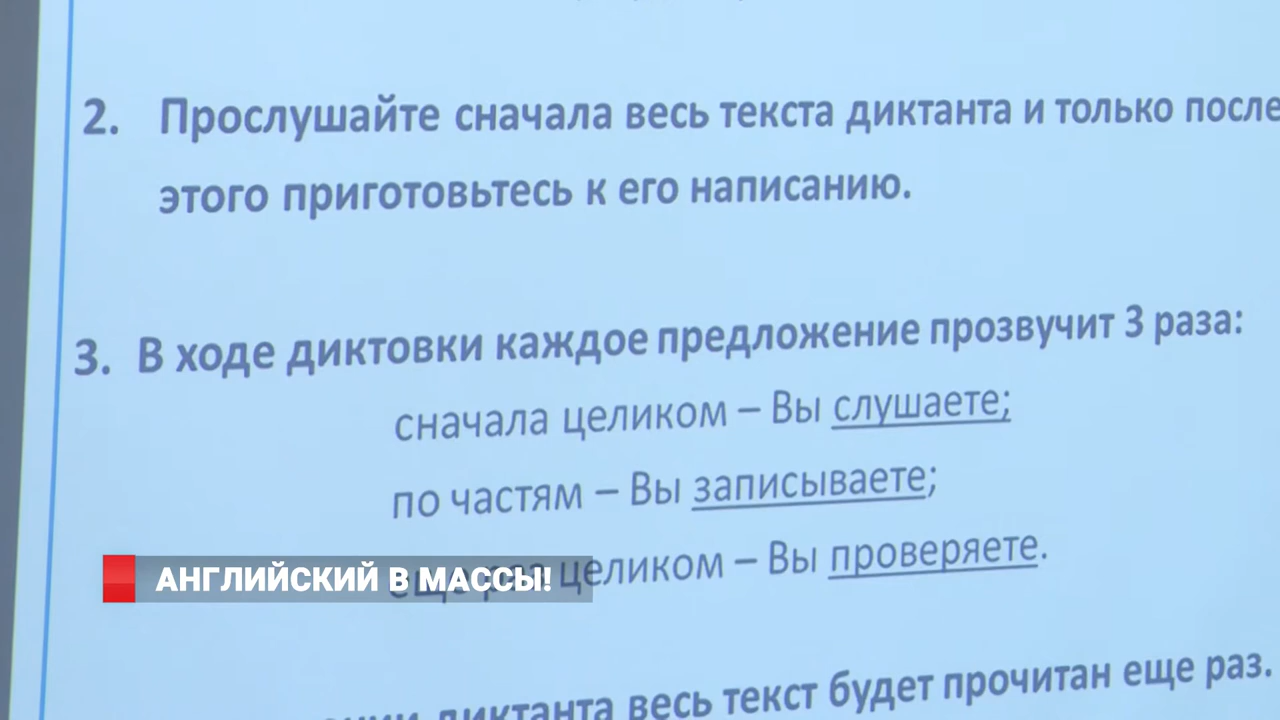 2. Прослушайте сначала весь текста диктанта и только после
этого приготовьтесь к его написанию.
3. В ходе диктовки каждое предложение прозвучит 3 раза:
сначала целиком – Вы слушаете;
по частям – Вы записываете;
еще раз целиком – Вы проверяете.
АНГЛИЙСКИЙ В МАССЫ!
диктанта весь текст будет прочитан еще раз.